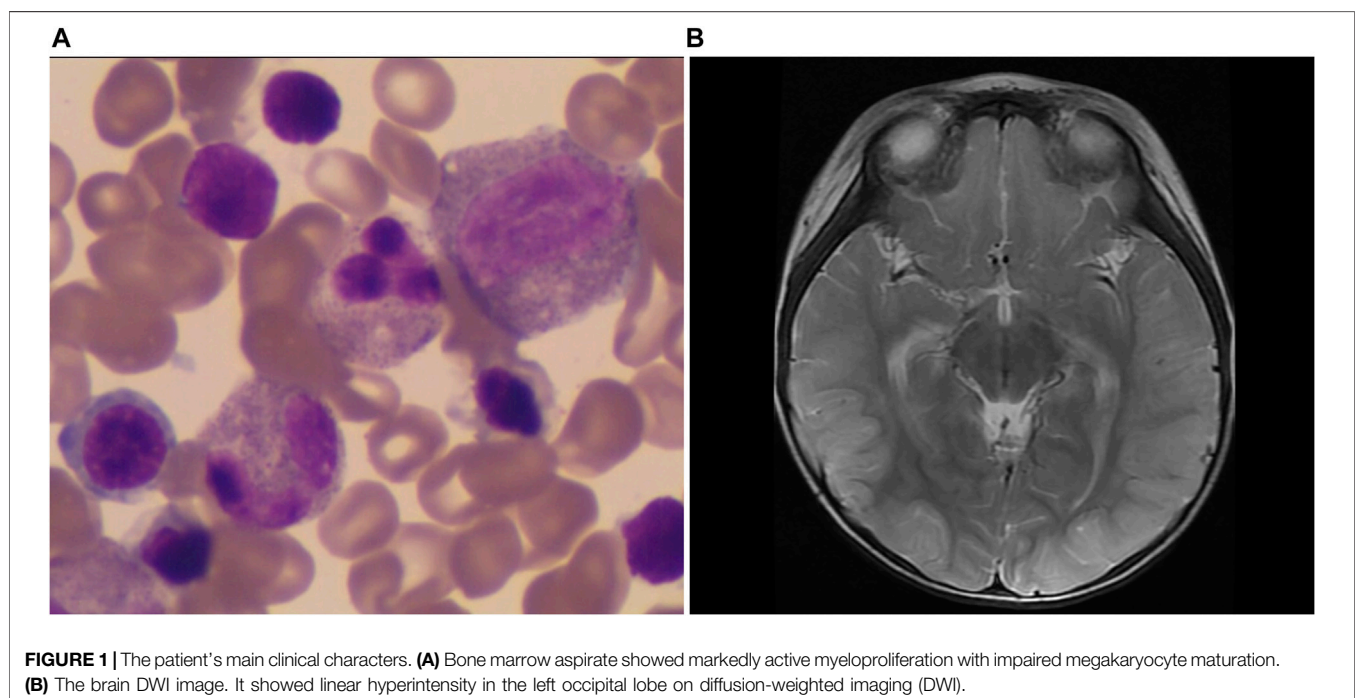 A
B
FIGURE 1 | The patient's main clinical characters. (A) Bone marrow aspirate showed markedly active myeloproliferation with impaired megakaryocyte maturation.
(B) The brain DWI image. It showed linear hyperintensity in the left occipital lobe on diffusion-weighted imaging (DWI).